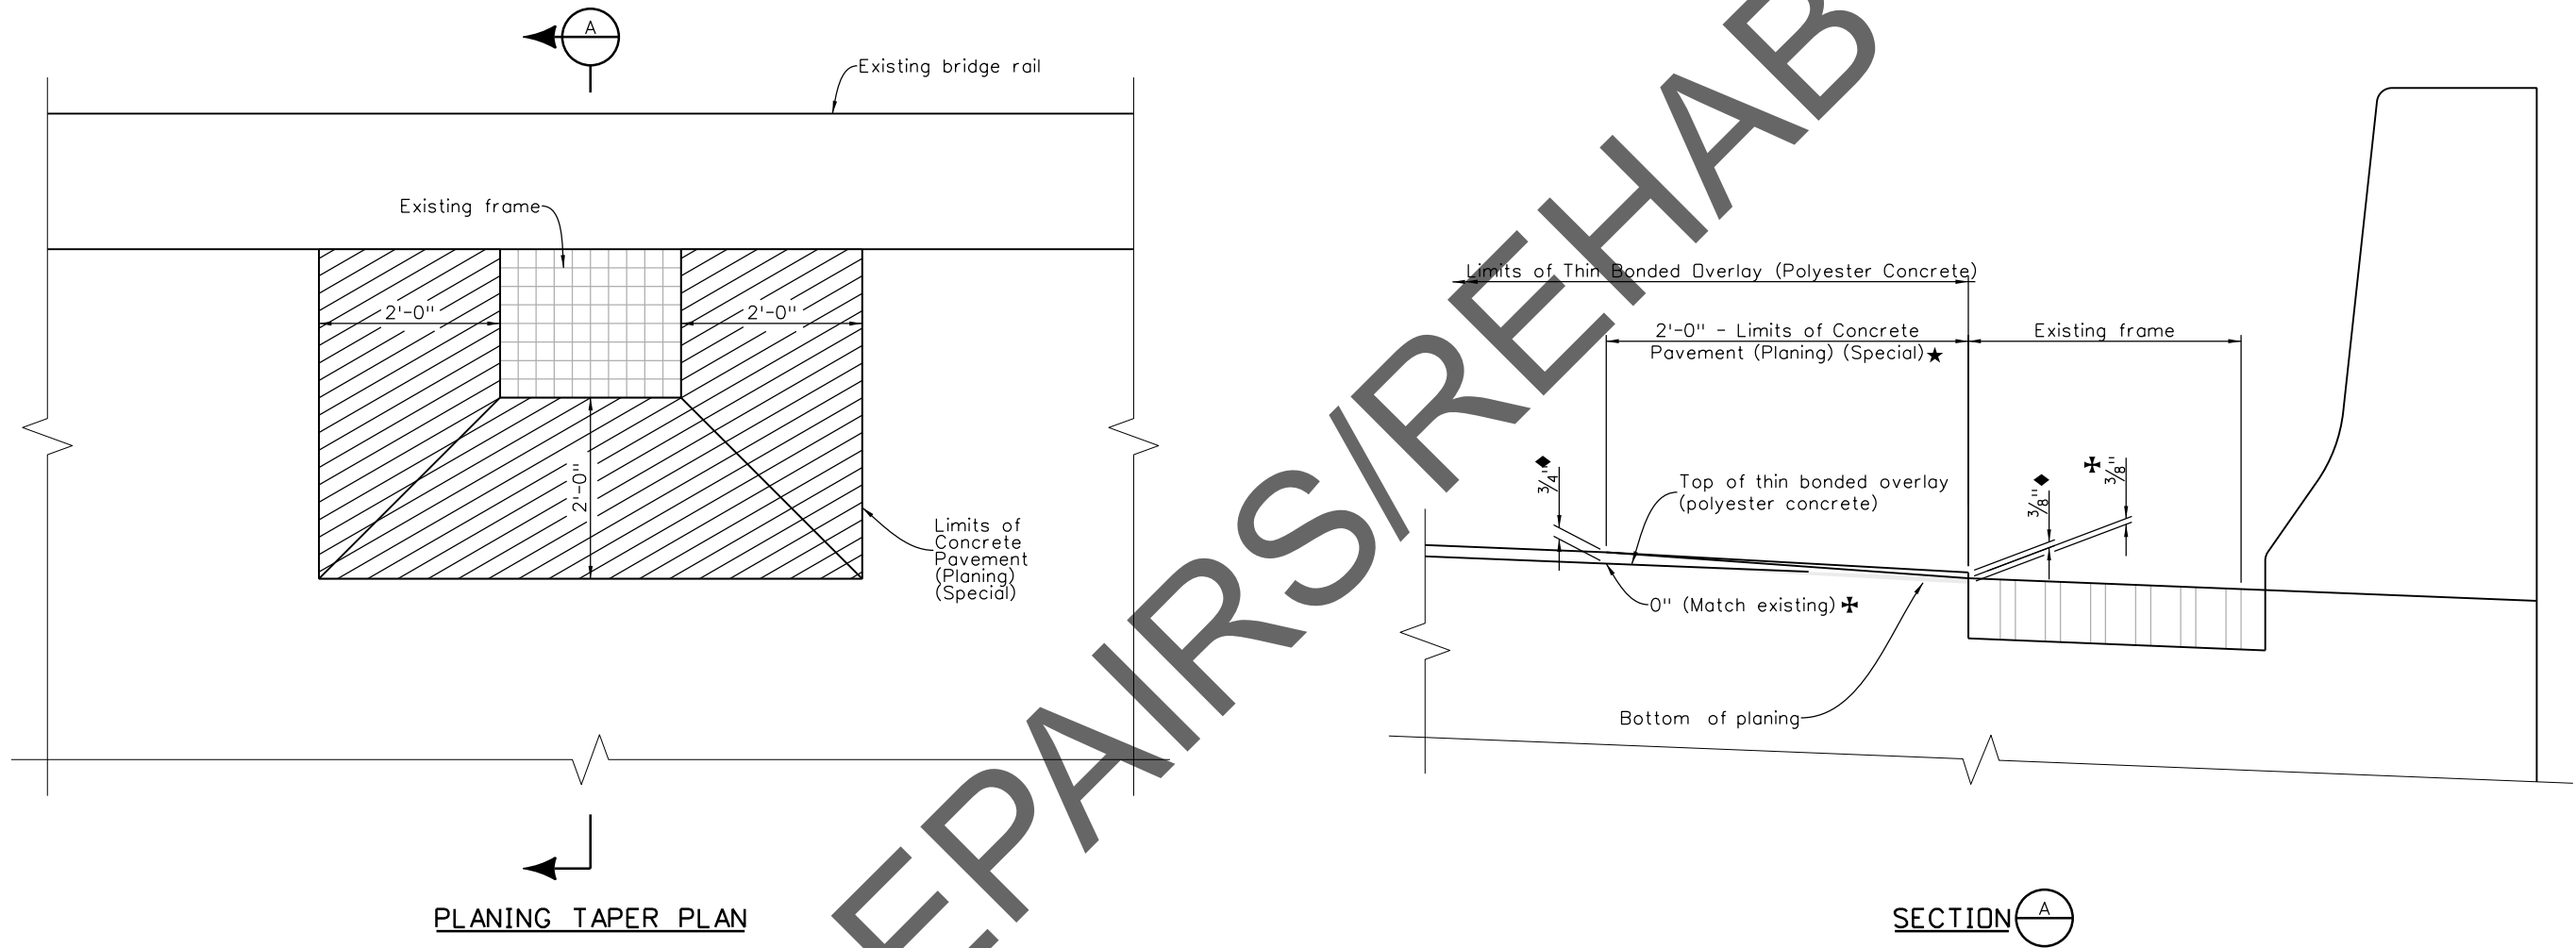 A
Existing bridge rail
Existing frame
2'-0"
2'-0"
2'-0"
Limits of
Concrete
Pavement
(Planing)
(Special)
PLANING TAPER PLAN
EPAIRS/REHAB
Limits of Thin Bonded Overlay (Polyester Concrete)
2'-0" - Limits of Concrete
Pavement (Planing) (Special)★
Existing frame
3/4"♦
Top of thin bonded overlay
(polyester concrete)
3/8"♦
✠ 3/8"
0" (Match existing) ✠
Bottom of planing
SECTION A